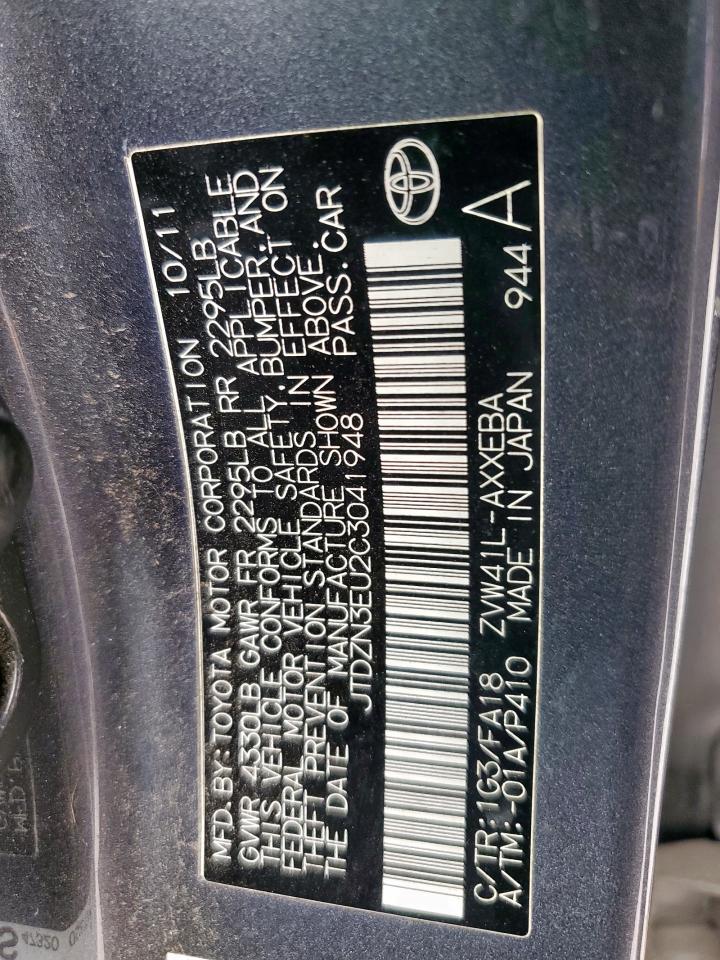 MFD.BY:TOYOTA MOTOR CORPORATION 10/11
GVWR 4330LB GAWR FR 2295LB RR 2295LB
THIS VEHICLE CONFORMS TO ALL APPLICABLE
FEDERAL MOTOR VEHICLE SAFETY,BUMPER,AND
THEFT PREVENTION STANDARDS IN EFFECT ON
THE DATE OF MANUFACTURE SHOWN ABOVE.
JTDZN3EU2C3041948 PASS.CAR
C/TR:1G3/FA18 ZVW41L-AXXEBA
A/TM:-01A/P410 MADE IN JAPAN 944 A
47320